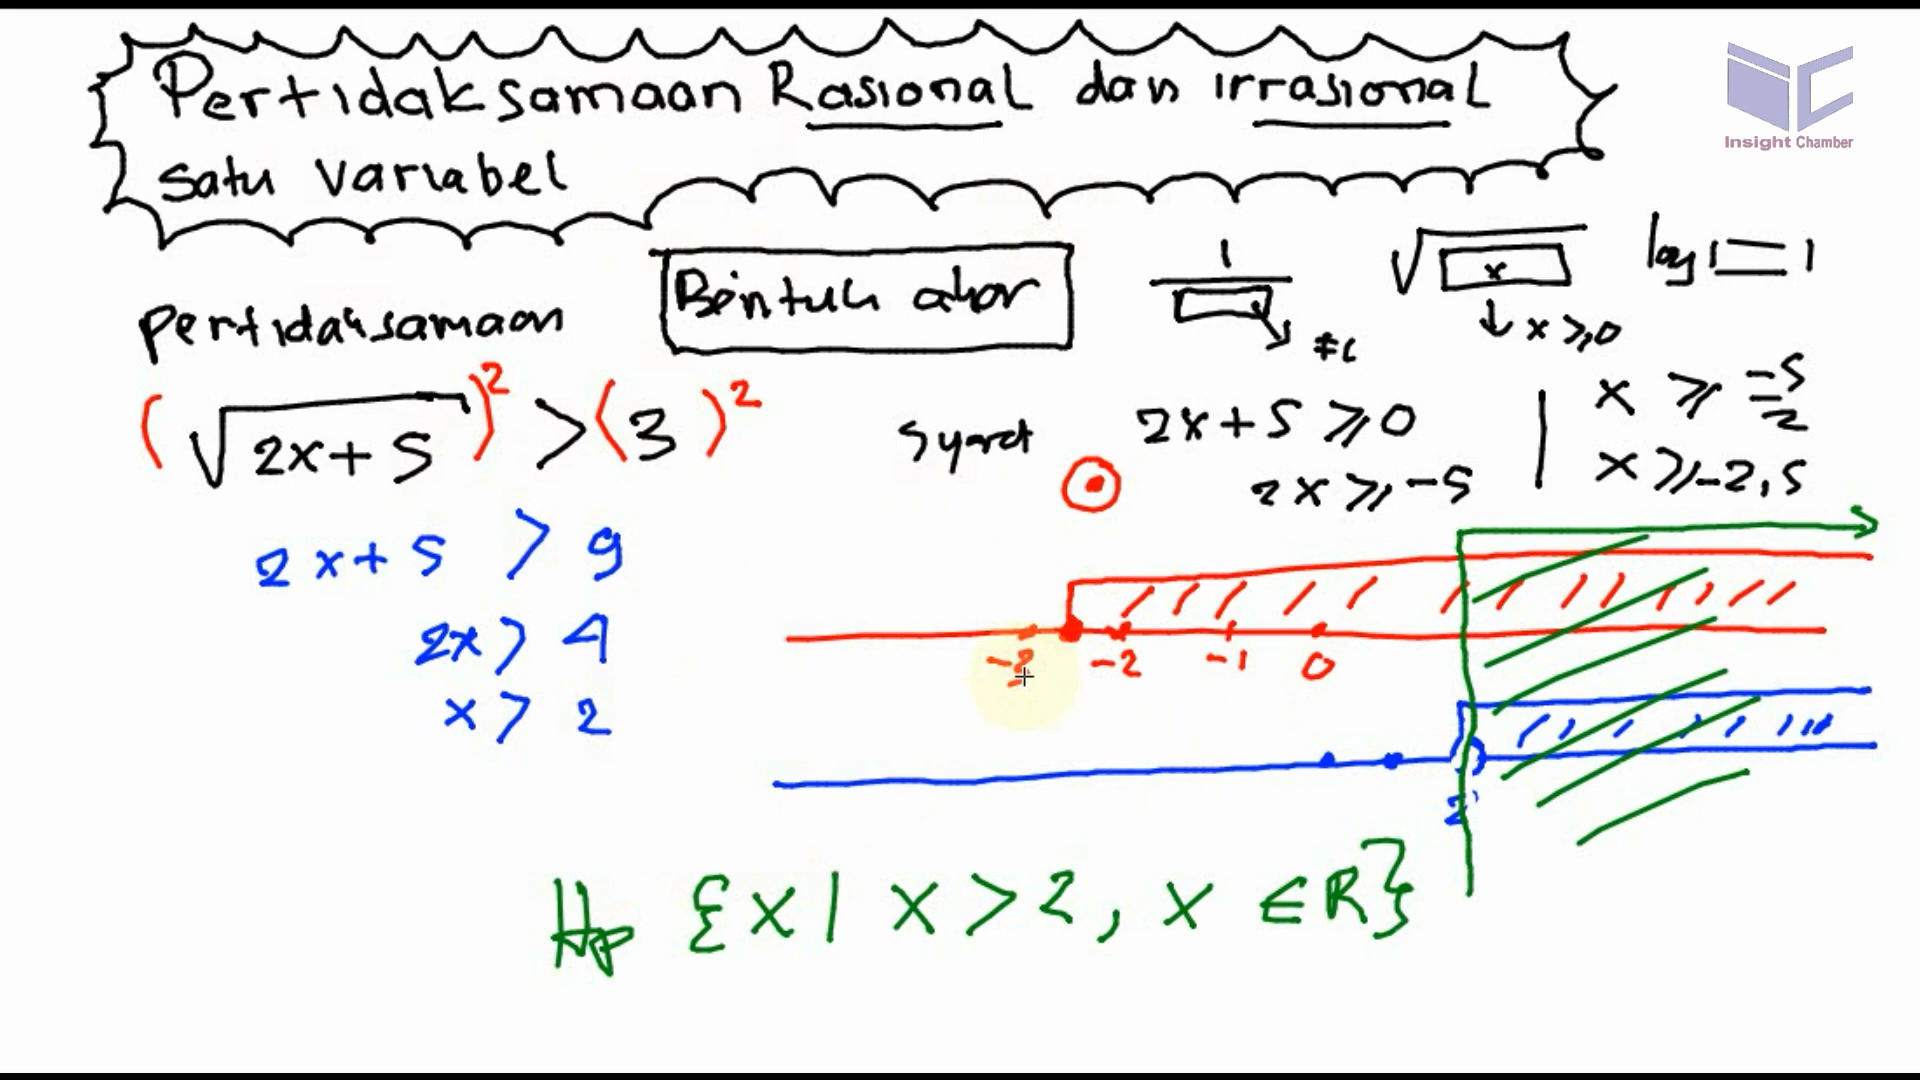 Pertidaksamaan Rasional dan irrasional
satu variabel
Insight Chamber
Pertidaksamaan
Bentuk akar
1
≠
√x
↓ x ≥ 0
log 1 = 1
(√2x+5)² > (3)²
2x+5 > 9
2x > 4
x > 2
Syarat
2x+5 ≥ 0
2x ≥ -5
x ≥ -5/2
x ≥ -2,5
-2 -1 0
2
Hp {x | x > 2, x ∈ R}